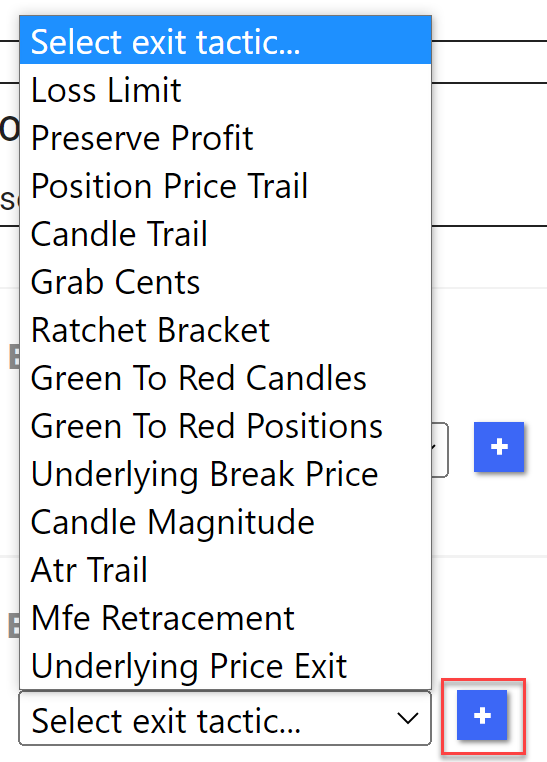 Select exit tactic...
Loss Limit
Preserve Profit
Position Price Trail
Candle Trail
Grab Cents
Ratchet Bracket
Green To Red Candles
Green To Red Positions
Underlying Break Price
Candle Magnitude
Atr Trail
Mfe Retracement
Underlying Price Exit
Select exit tactic...